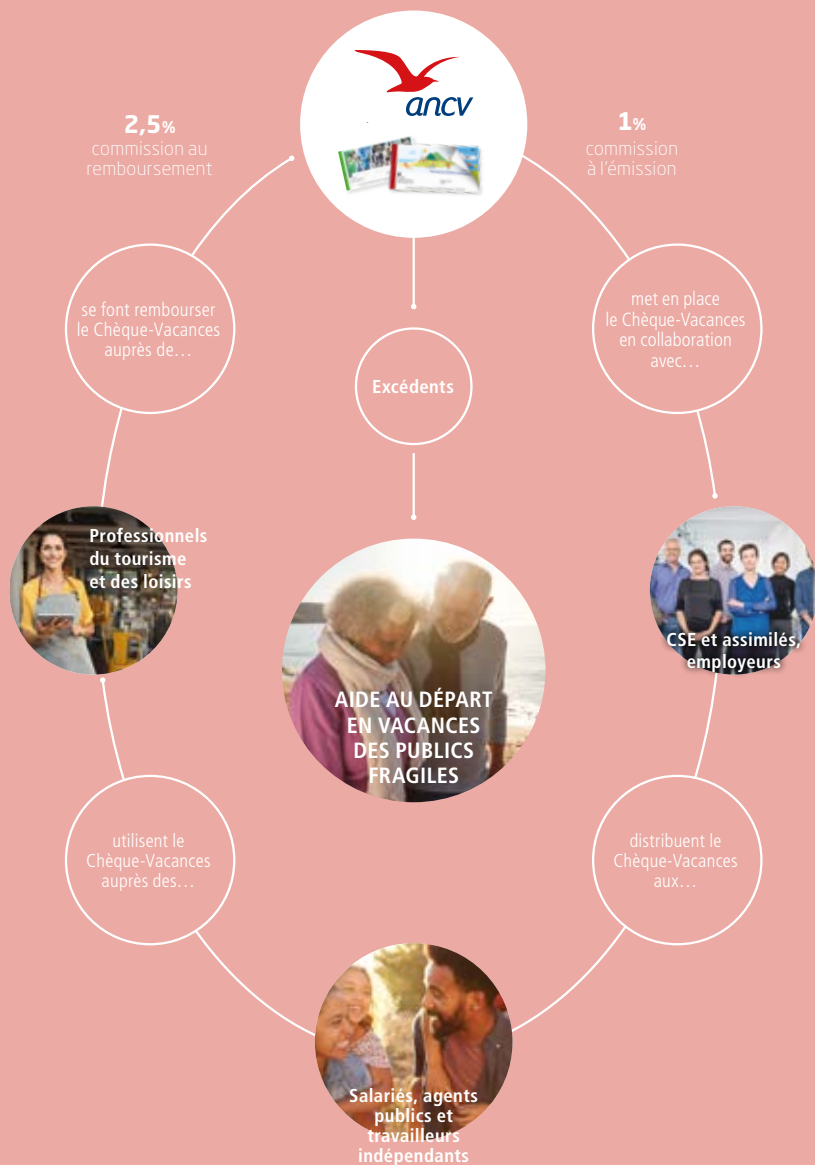 ancv
2,5%
commission au
remboursement
1%
commission
à l'émission
met en place
le Chèque-Vacances
en collaboration
avec…
CSE et assimilés,
employeurs
distribuent le
Chèque-Vacances
aux…
Salariés, agents
publics et
travailleurs
indépendants
utilisent le
Chèque-Vacances
auprès des…
Professionnels
du tourisme
et des loisirs
se font rembourser
le Chèque-Vacances
auprès de…
Excédents
AIDE AU DÉPART
EN VACANCES
DES PUBLICS
FRAGILES